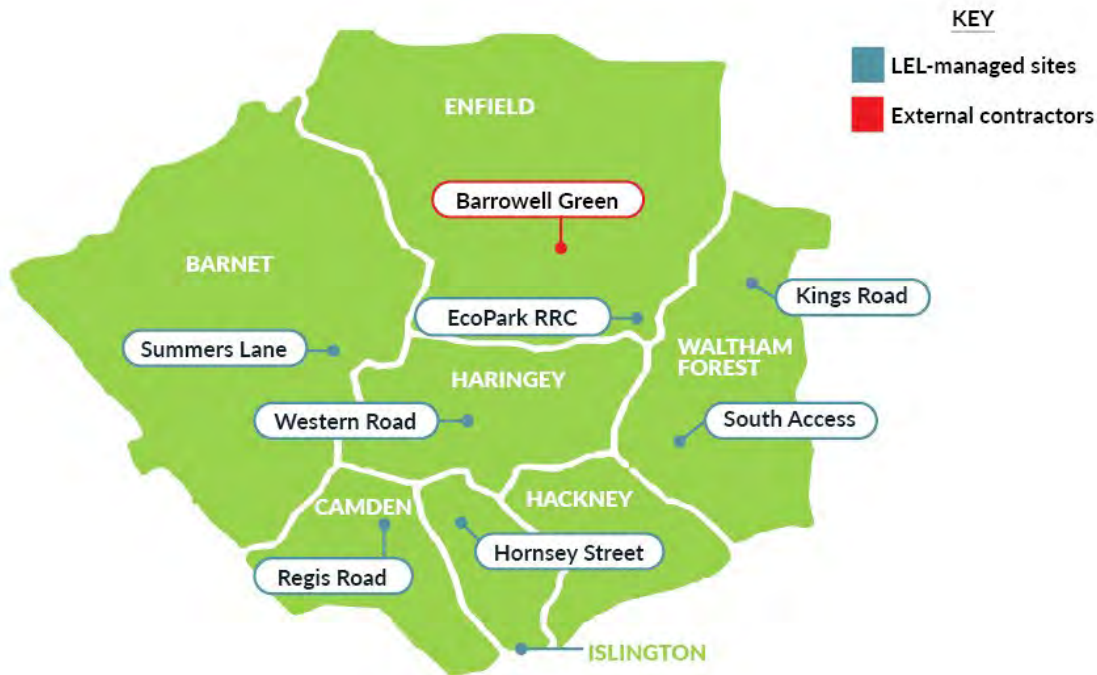 KEY
LEL-managed sites
External contractors
ENFIELD
Barrowell Green
BARNET
Kings Road
EcoPark RRC
Summers Lane
WALTHAM
FOREST
HARINGEY
Western Road
South Access
HACKNEY
CAMDEN
Hornsey Street
Regis Road
ISLINGTON